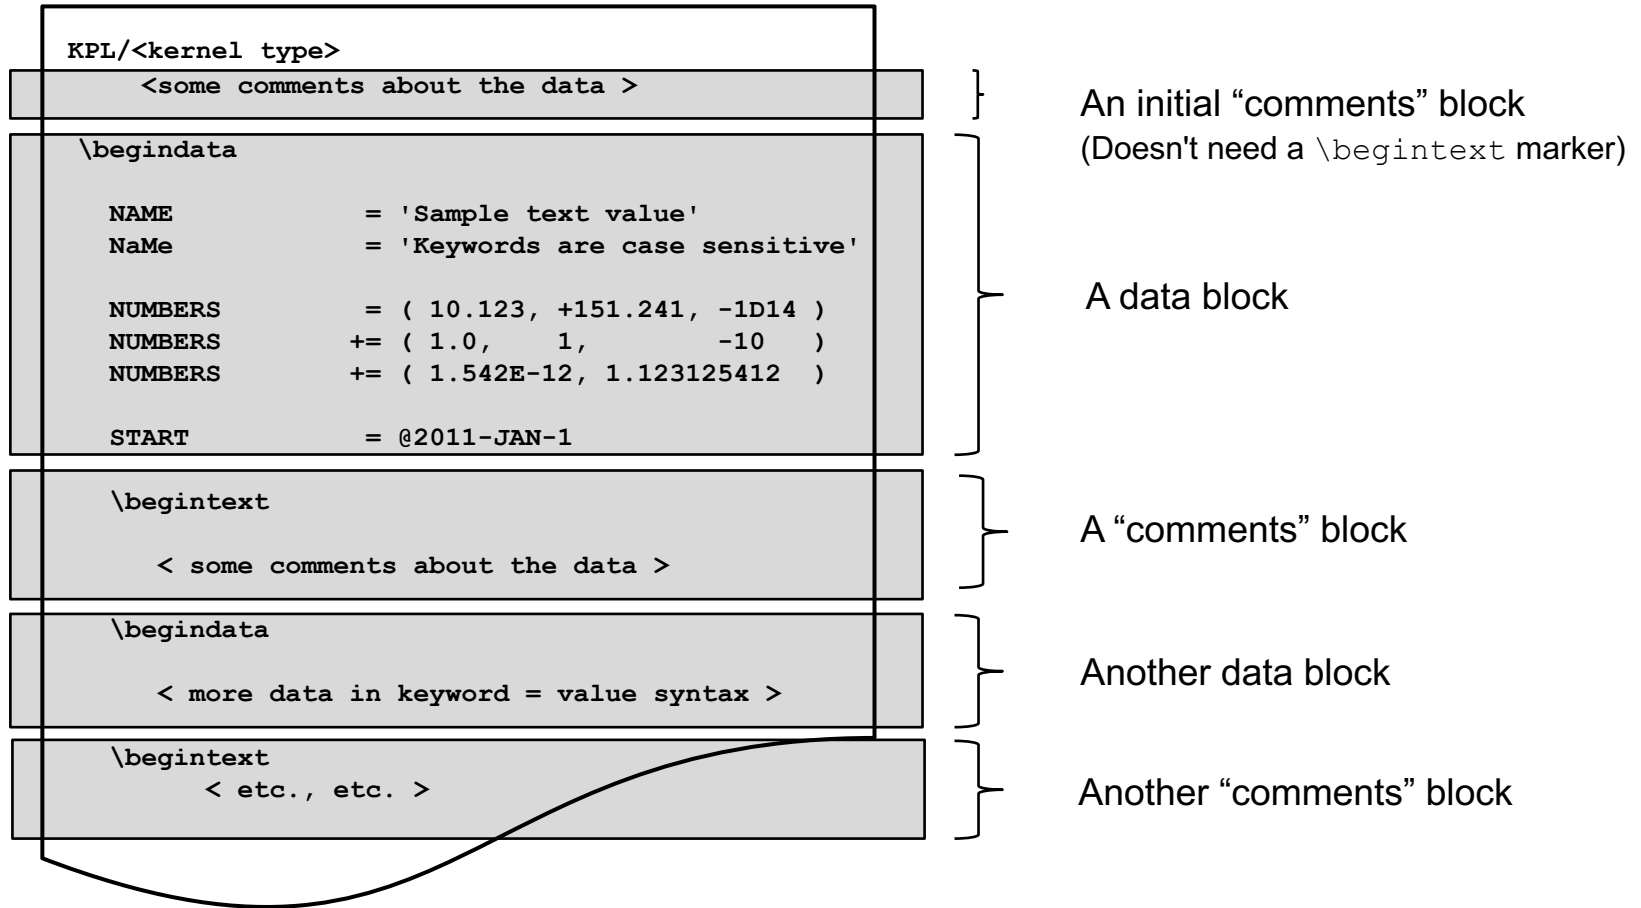 KPL/<kernel type>
<some comments about the data >
An initial “comments” block
(Doesn't need a \begintext marker)
\begindata
NAME = 'Sample text value'
NaMe = 'Keywords are case sensitive'
NUMBERS = ( 10.123, +151.241, -1D14 )
NUMBERS += ( 1.0, 1, -10 )
NUMBERS += ( 1.542E-12, 1.123125412 )
START = @2011-JAN-1
A data block
\begintext
< some comments about the data >
A “comments” block
\begindata
< more data in keyword = value syntax >
Another data block
\begintext
< etc., etc. >
Another “comments” block